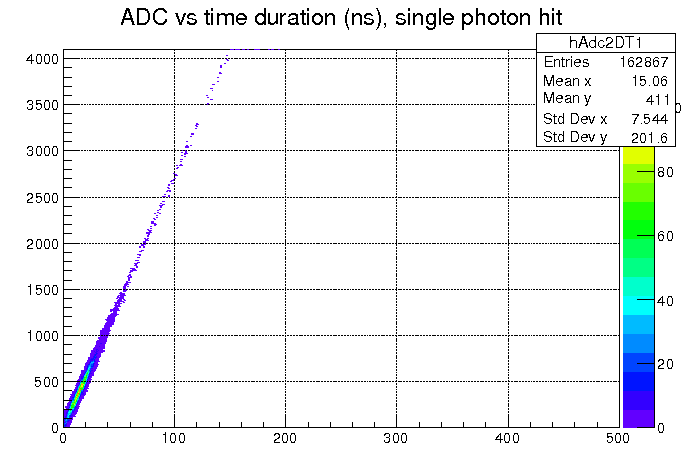 ADC vs time duration (ns), single photon hit
hAdc2DT1
Entries 162867
Mean x 15.06
Mean y 411
Std Dev x 7.544
Std Dev y 201.6
4000
3500
3000
2500
2000
1500
1000
500
0
0 100 200 300 400 500
0
80
60
40
20
0